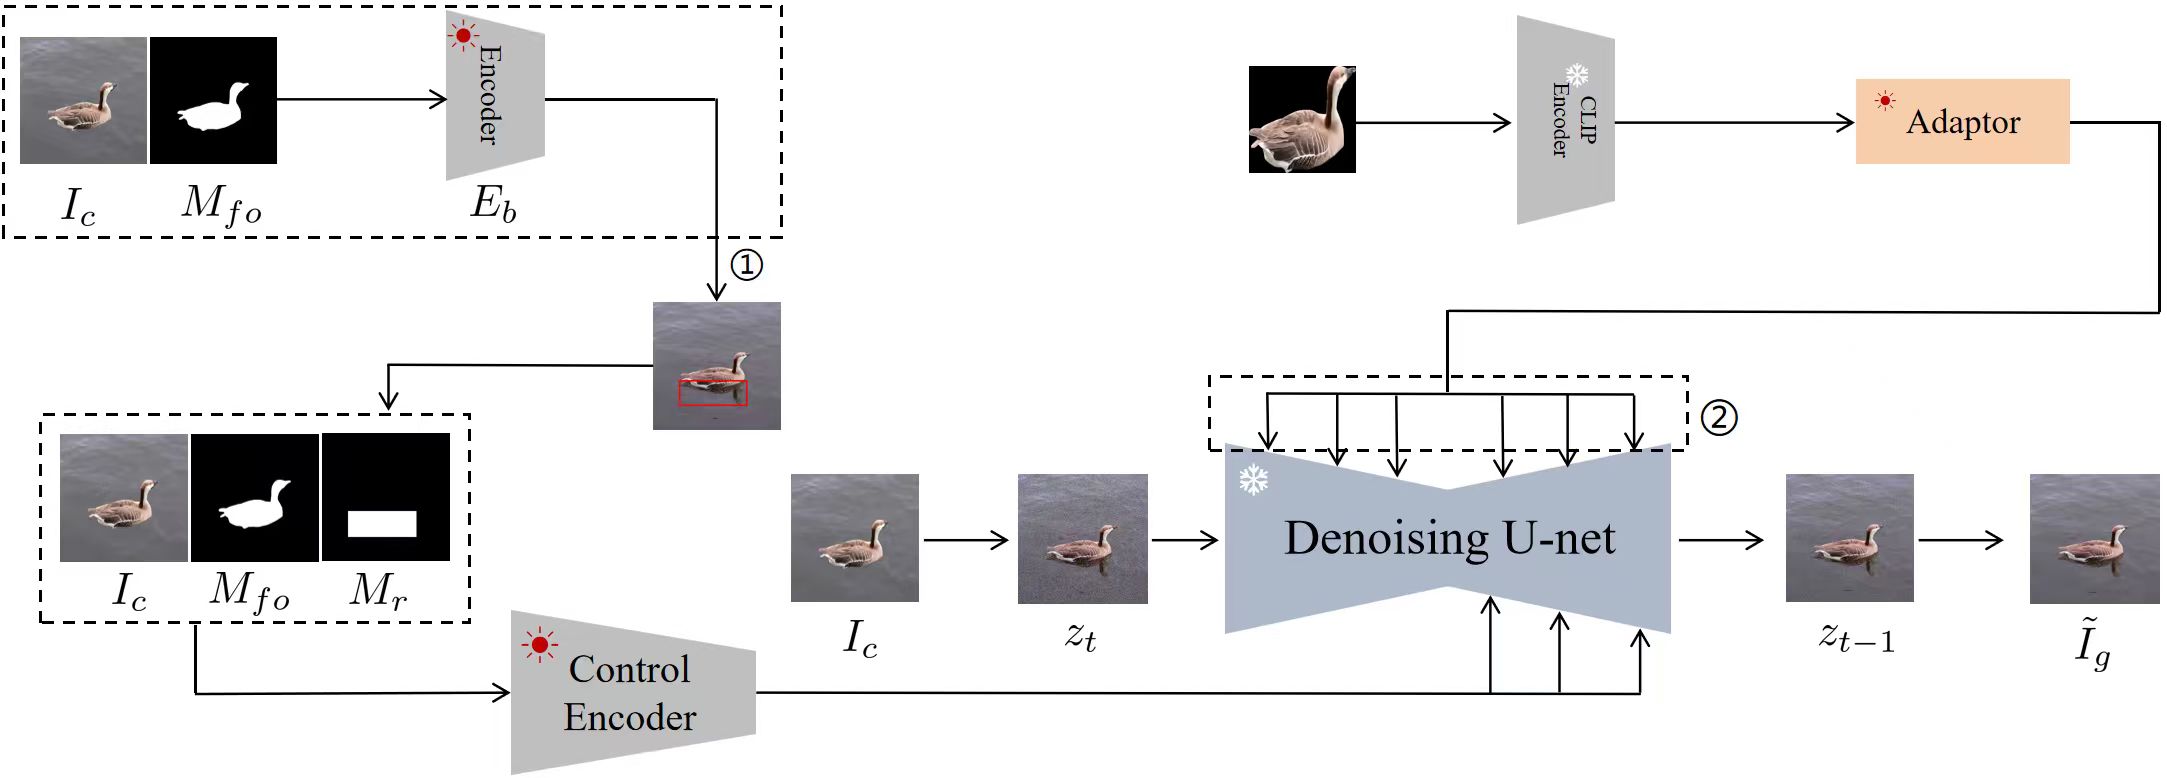 Encoder
I_c
M_{fo}
E_b
CLIP
Encoder
Adaptor
①
②
I_c
M_{fo}
M_r
Control
Encoder
I_c
z_t
Denoising U-net
z_{t-1}
\tilde{I}_g